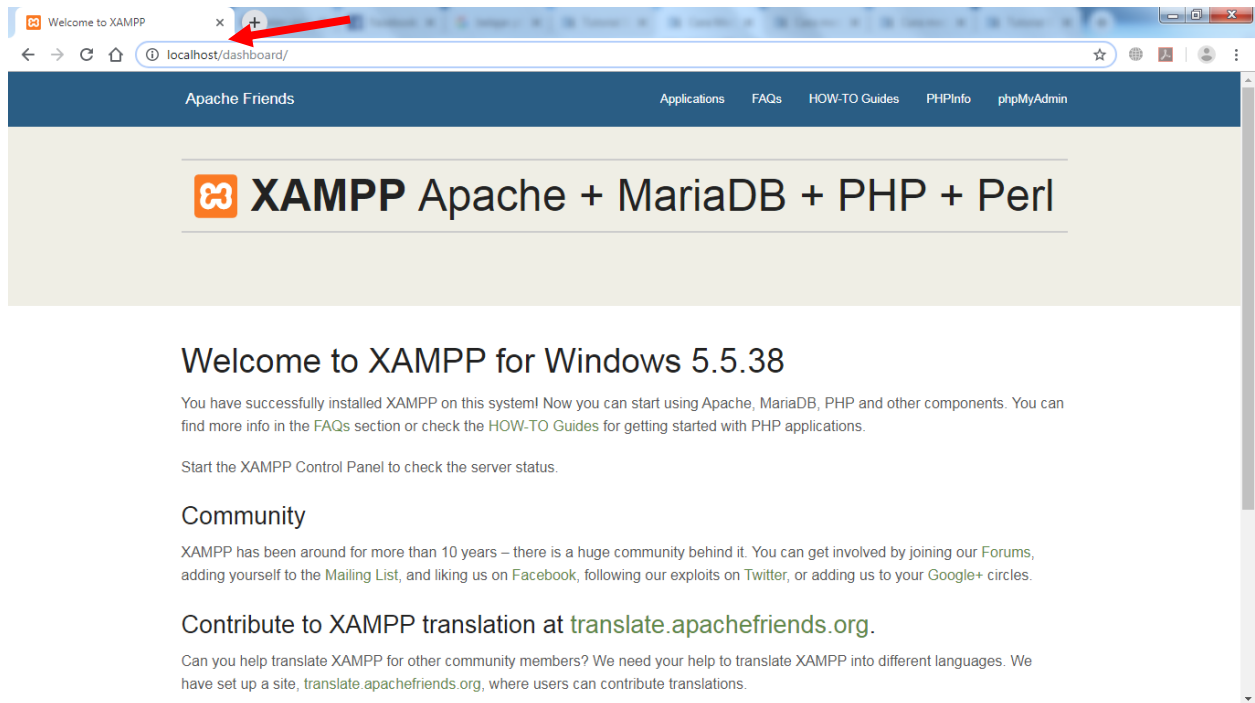 Welcome to XAMPP
localhost/dashboard/
Apache Friends
Applications FAQs HOW-TO Guides PHPInfo phpMyAdmin
XAMPP Apache + MariaDB + PHP + Perl
Welcome to XAMPP for Windows 5.5.38
You have successfully installed XAMPP on this system! Now you can start using Apache, MariaDB, PHP and other components. You can
find more info in the FAQs section or check the HOW-TO Guides for getting started with PHP applications.
Start the XAMPP Control Panel to check the server status.
Community
XAMPP has been around for more than 10 years – there is a huge community behind it. You can get involved by joining our Forums,
adding yourself to the Mailing List, and liking us on Facebook, following our exploits on Twitter, or adding us to your Google+ circles.
Contribute to XAMPP translation at translate.apachefriends.org.
Can you help translate XAMPP for other community members? We need your help to translate XAMPP into different languages. We
have set up a site, translate.apachefriends.org, where users can contribute translations.